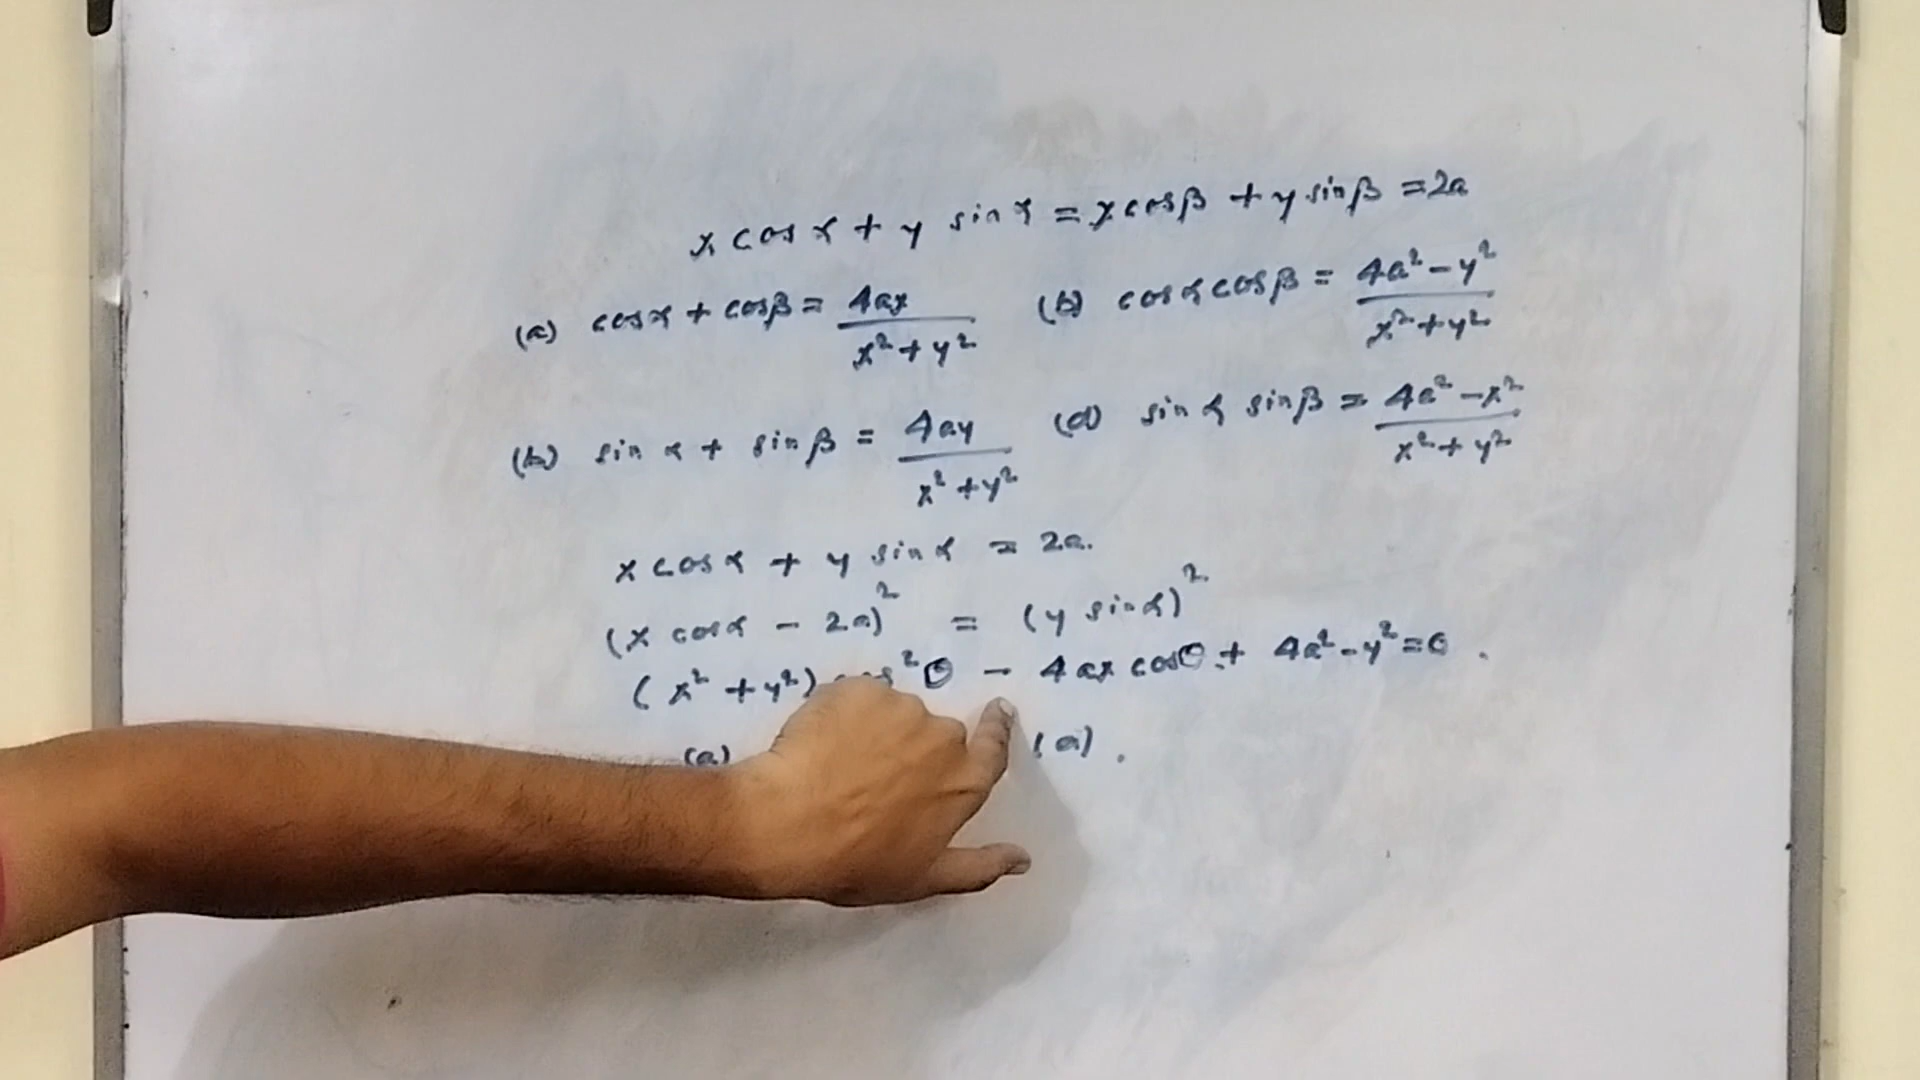 x cos α + y sin α = x cos β + y sin β = 2a
(a) cos α + cos β = 4ax / x² + y² (b) cos α cos β = 4a² − y² / x² + y²
(b) sin α + sin β = 4ay / x² + y² (d) sin α sin β = 4a² − x² / x² + y²
x cos α + y sin α = 2a.
(x cos α − 2a)² = (y sin α)²
(x² + y²) cos² θ − 4ax cos θ + 4a² − y² = 0 .
(a) (a) .